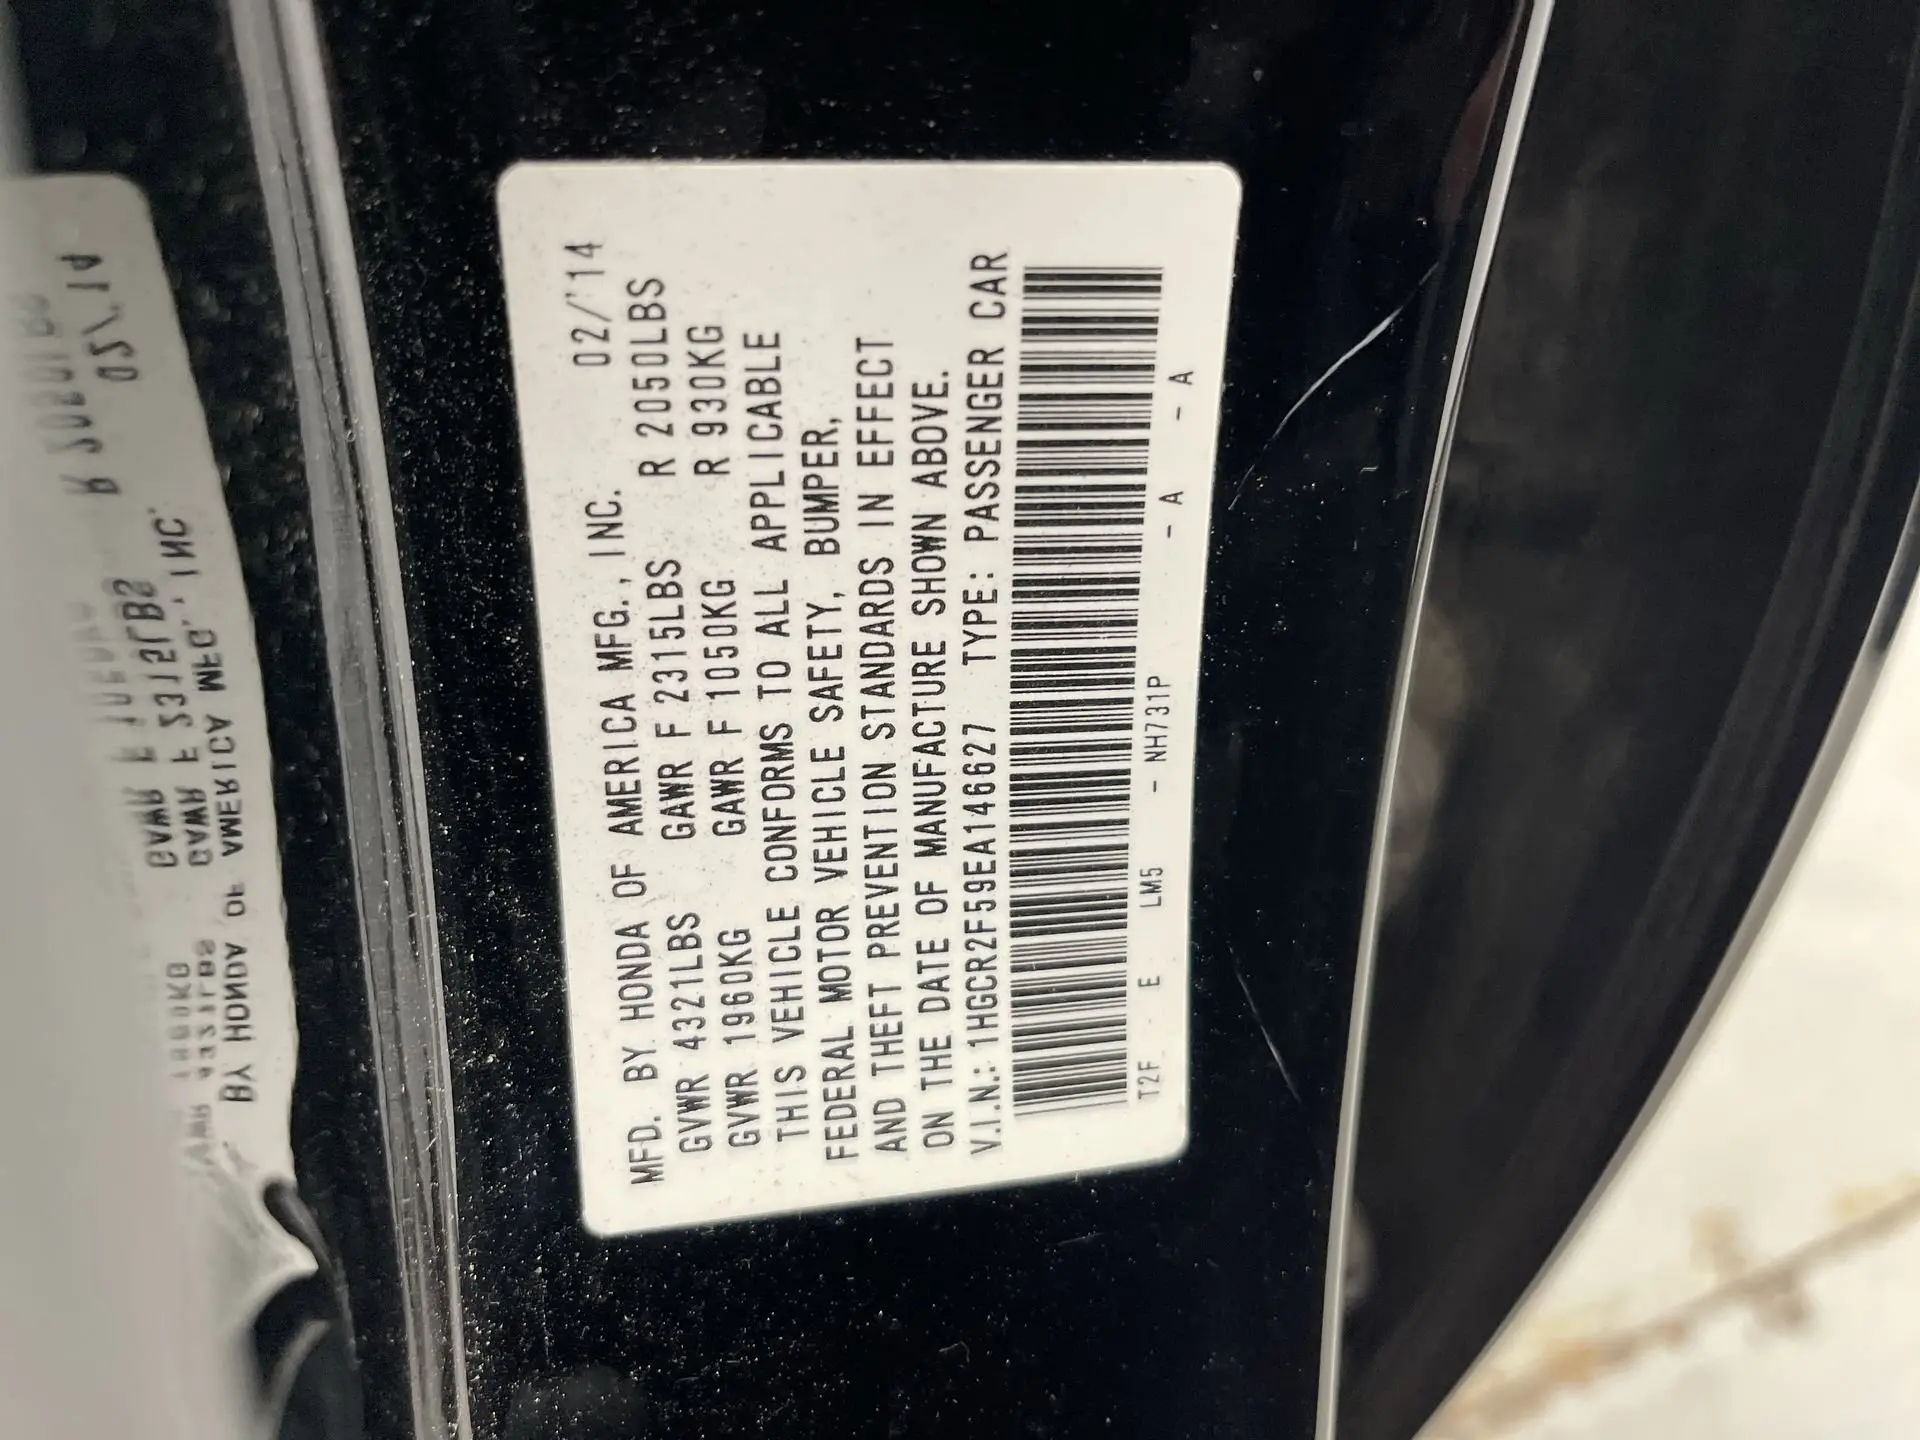 MFD. BY HONDA OF AMERICA MFG., INC. 02/'14
GVWR 4321LBS GAWR F 2315LBS R 2050LBS
GVWR 1960KG GAWR F 1050KG R 930KG
THIS VEHICLE CONFORMS TO ALL APPLICABLE
FEDERAL MOTOR VEHICLE SAFETY, BUMPER,
AND THEFT PREVENTION STANDARDS IN EFFECT
ON THE DATE OF MANUFACTURE SHOWN ABOVE.
V.I.N.: 1HGCR2F59EA146627 TYPE: PASSENGER CAR
T2F - E LM5 - NH731P - A - A